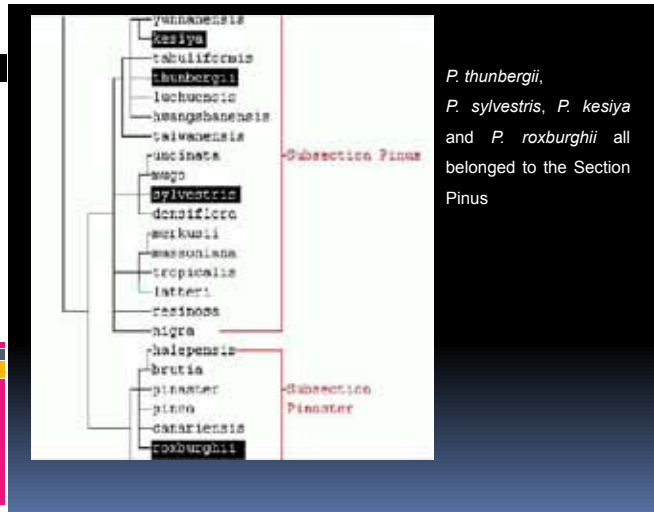 yunnanensis
kesiya
tabuliformis
thunbergii
luchuensis
hwangshanensis
taiwanensis
uncinata
Subsection Pinus
mugo
sylvestris
densiflora
merkusii
massoniana
tropicalis
latteri
resinosa
nigra
halepensis
brutia
pinaster
Subsection
Pinaster
pinea
canariensis
roxburghii
P. thunbergii,
P. sylvestris, P. kesiya
and P. roxburghii all
belonged to the Section
Pinus